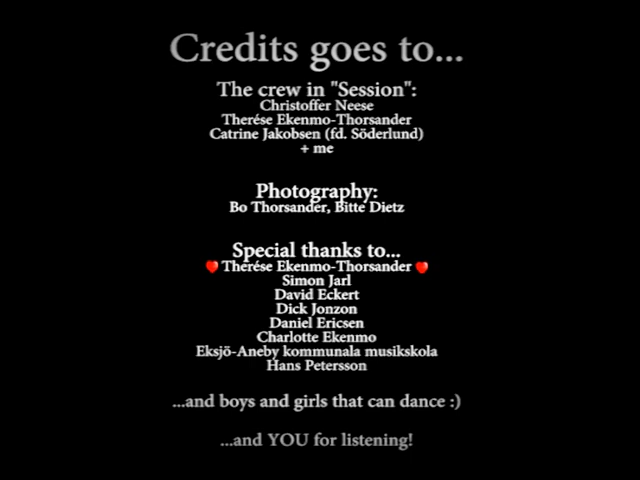 Credits goes to...
The crew in "Session":
Christoffer Neese
Therése Ekenmo-Thorsander
Catrine Jakobsen (fd. Söderlund)
+ me
Photography:
Bo Thorsander, Bitte Dietz
Special thanks to...
Therése Ekenmo-Thorsander
Simon Jarl
David Eckert
Dick Jonzon
Daniel Ericsen
Charlotte Ekenmo
Eksjö-Aneby kommunala musikskola
Hans Petersson
...and boys and girls that can dance :)
...and YOU for listening!